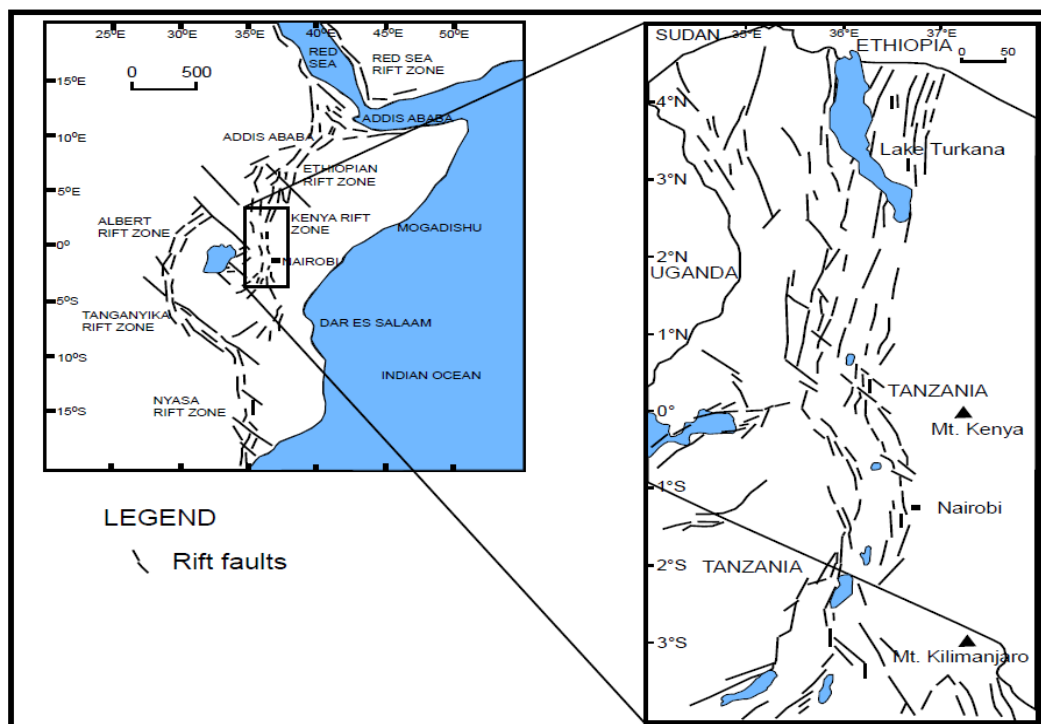 25°E 30°E 35°E 40°E 45°E 50°E
RED
SEA
RED SEA
RIFT ZONE
0 500
15°E
ADDIS ABABA
10°E
ADDIS ABABA
ETHIOPIAN
RIFT ZONE
5°E
ALBERT
RIFT ZONE
KENYA RIFT
ZONE
MOGADISHU
0°
NAIROBI
5°S
TANGANYIKA
RIFT ZONE
DAR ES SALAAM
10°S
INDIAN OCEAN
NYASA
RIFT ZONE
15°S
LEGEND
Rift faults
SUDAN
35°E 36°E 37°E
ETHIOPIA
0 50
4°N
Lake Turkana
3°N
2°N
UGANDA
1°N
TANZANIA
0°
Mt. Kenya
1°S
Nairobi
2°S
TANZANIA
3°S
Mt. Kilimanjaro